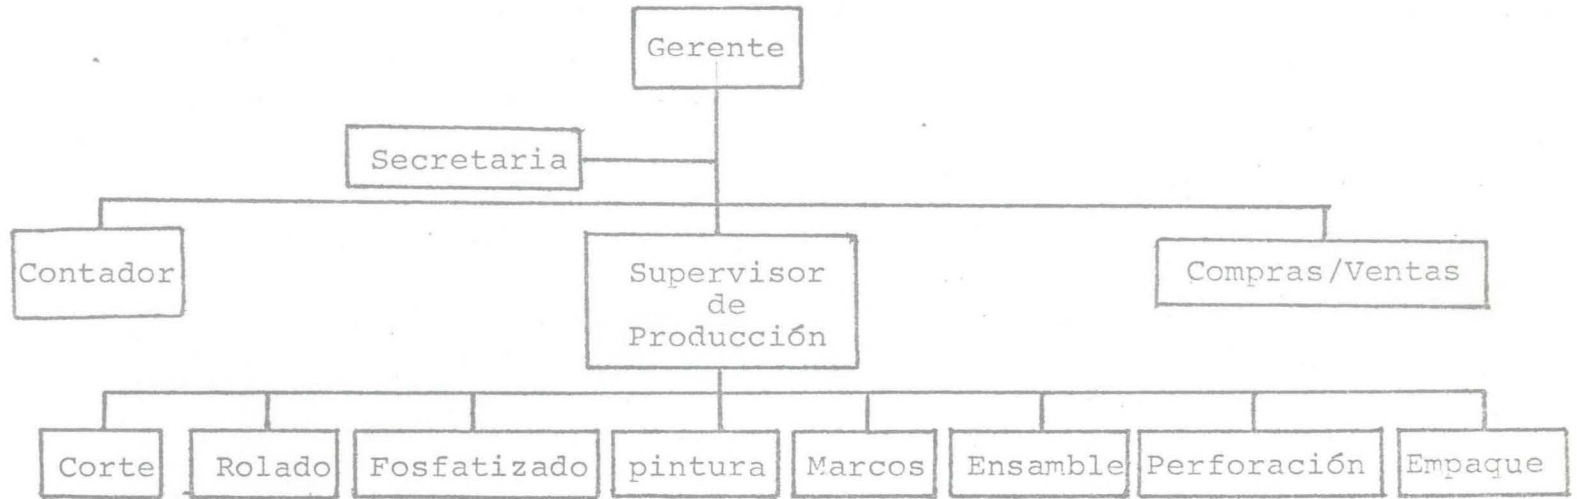 Gerente
Secretaria
Contador
Supervisor
de
Producción
Compras/Ventas
Corte
Rolado
Fosfatizado
pintura
Marcos
Ensamble
Perforación
Empaque